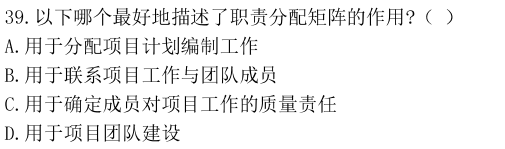 39.以下哪个最好地描述了职责分配矩阵的作用?（ ）
A.用于分配项目计划编制工作
B.用于联系项目工作与团队成员
C.用于确定成员对项目工作的质量责任
D.用于项目团队建设